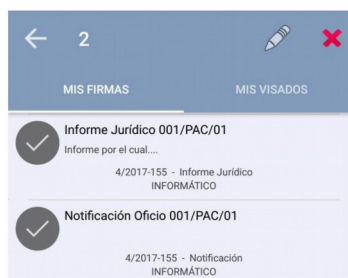 2
MIS FIRMAS MIS VISADOS
Informe Jurídico 001/PAC/01
Informe por el cual....
4/2017-155 - Informe Jurídico
INFORMÁTICO
Notificación Oficio 001/PAC/01
4/2017-155 - Notificación
INFORMÁTICO